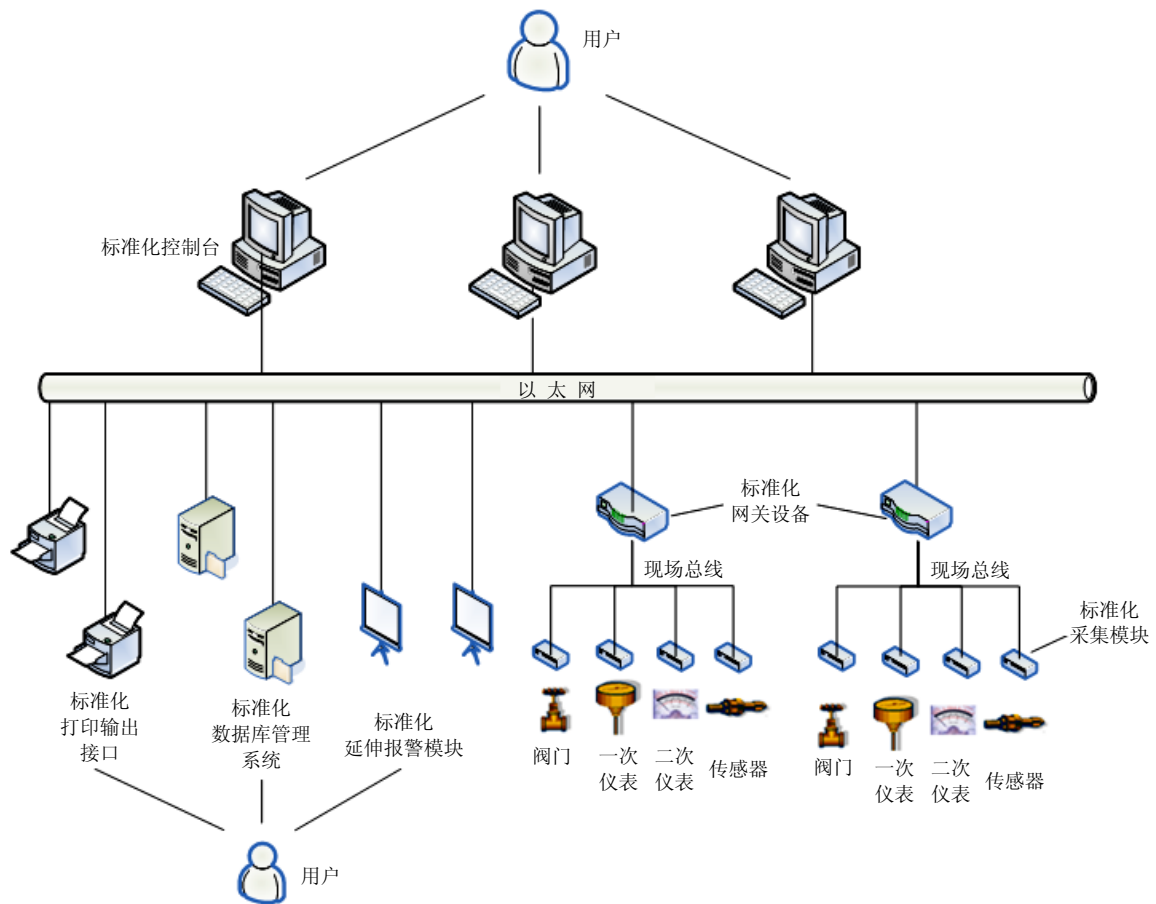 用户
标准化控制台
以 太 网
标准化
网关设备
现场总线
现场总线
标准化
采集模块
标准化
打印输出
接口
标准化
数据库管理
系统
标准化
延伸报警模块
阀门
一次
仪表
二次
仪表
传感器
阀门
一次
仪表
二次
仪表
传感器
用户